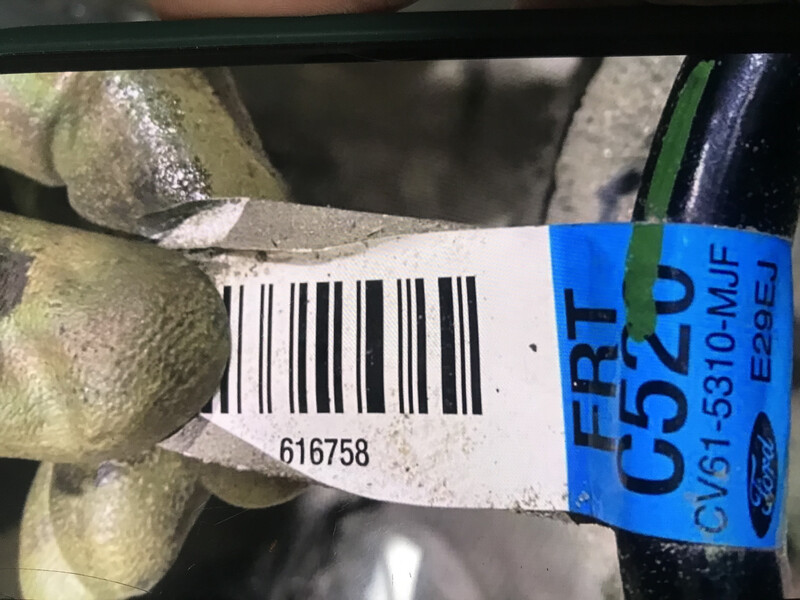 616758
FRT
C520
CV61-5310-MJF
Ford E29EJ